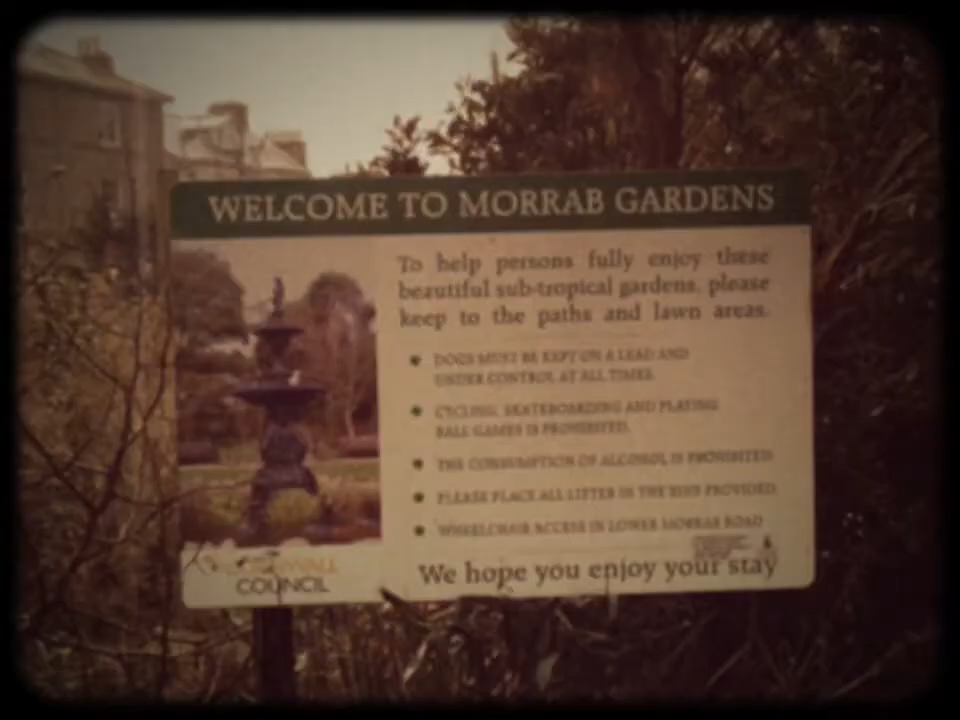 WELCOME TO MORRAB GARDENS
To help persons fully enjoy these
beautiful sub-tropical gardens, please
keep to the paths and lawn areas.
DOGS MUST BE KEPT ON A LEAD AND
UNDER CONTROL AT ALL TIMES.
CYCLING, SKATEBOARDING AND PLAYING
BALL GAMES IS PROHIBITED.
THE CONSUMPTION OF ALCOHOL IS PROHIBITED
PLEASE PLACE ALL LITTER IN THE BINS PROVIDED.
WHEELCHAIR ACCESS IN LOWER MORRAB ROAD
COUNCIL
We hope you enjoy your stay